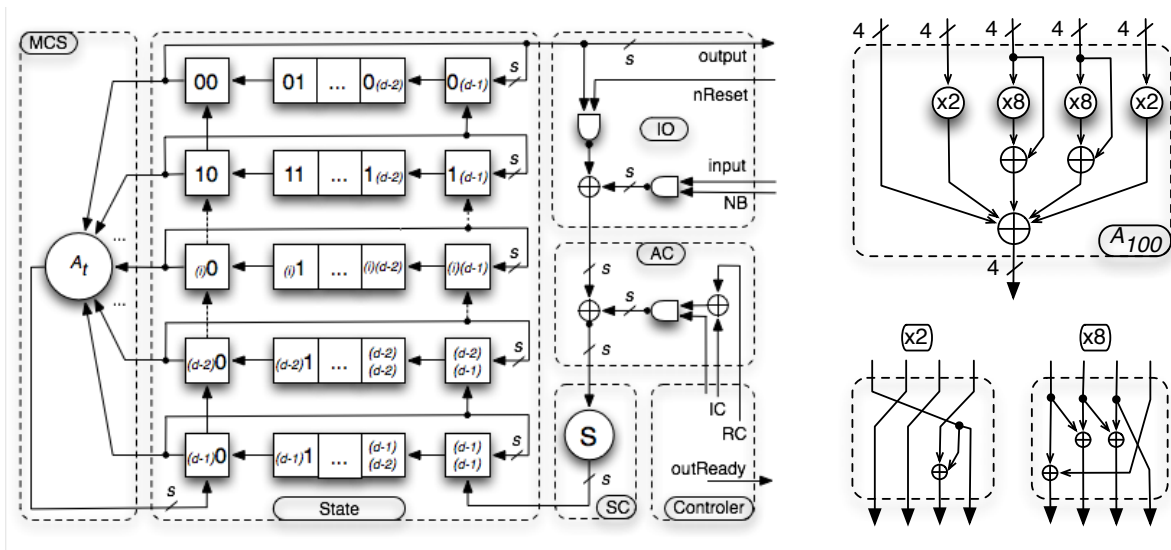 MCS
s
output
00
01
...
0(d-2)
0(d-1)
s
nReset
IO
10
11
...
1(d-2)
1(d-1)
s
input
s
NB
...
At
(i)0
(i)1
...
(i)(d-2)
(i)(d-1)
s
AC
s
...
s
(d-2)0
(d-2)1
...
(d-2)
(d-2)
(d-2)
(d-1)
s
s
IC
RC
(d-1)0
(d-1)1
...
(d-1)
(d-2)
(d-1)
(d-1)
s
S
outReady
s
s
State
SC
Controler
4
4
4
4
4
x2
x8
x8
x2
A100
4
x2
x8